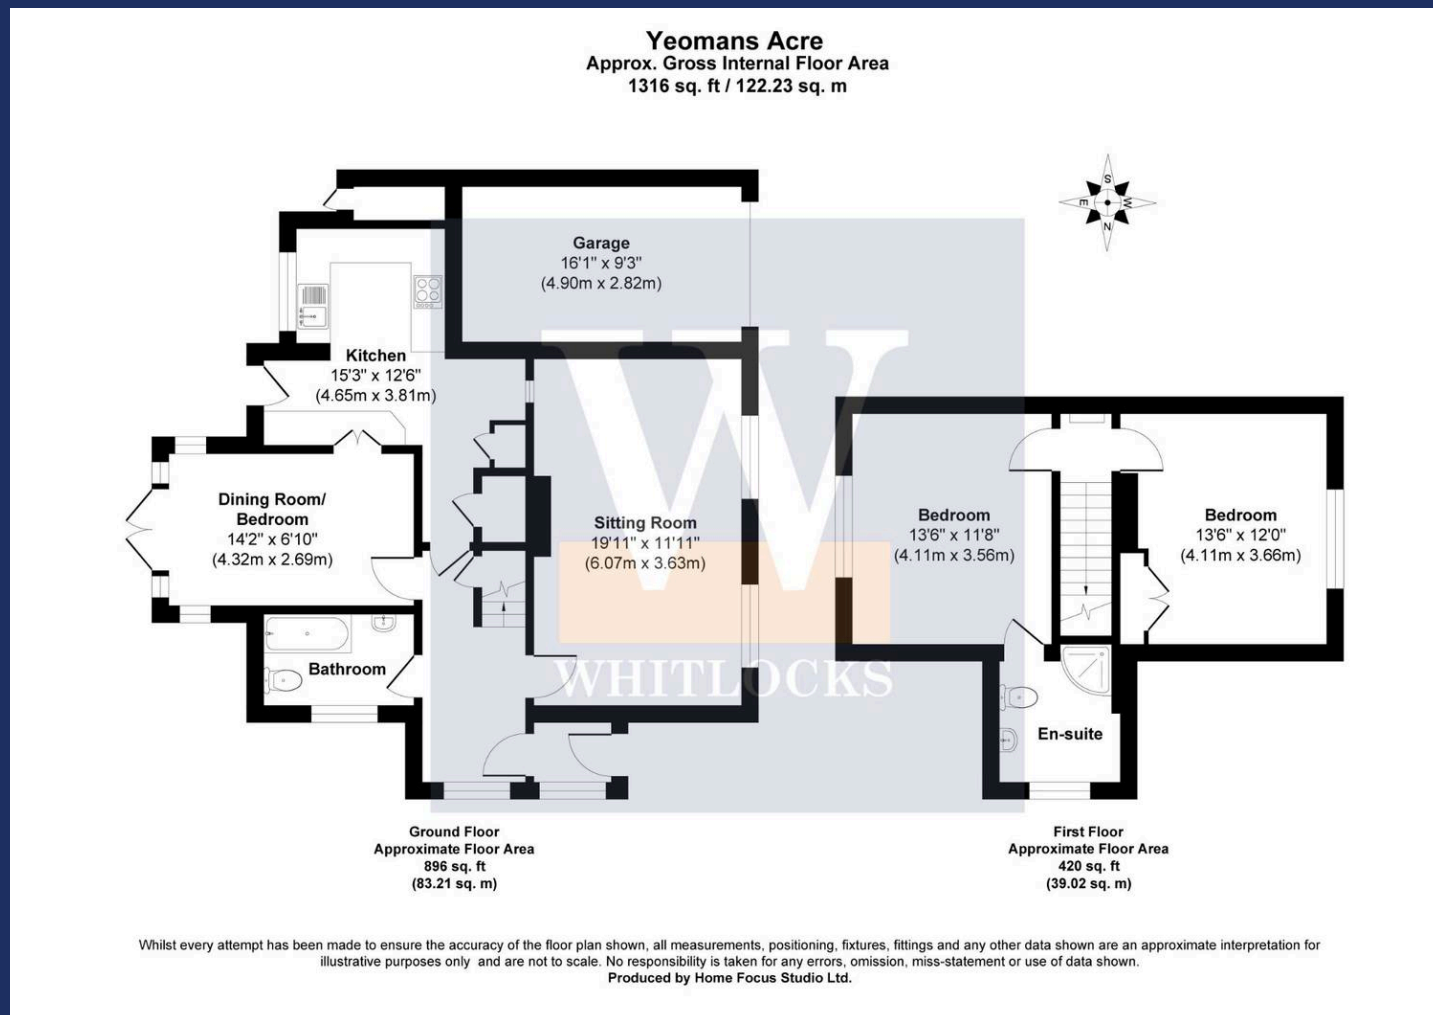 Yeomans Acre
Approx. Gross Internal Floor Area
1316 sq. ft / 122.23 sq. m
S
E
W
N
Garage
16'1" x 9'3"
(4.90m x 2.82m)
Kitchen
15'3" x 12'6"
(4.65m x 3.81m)
Dining Room/
Bedroom
14'2" x 6'10"
(4.32m x 2.69m)
Sitting Room
19'11" x 11'11"
(6.07m x 3.63m)
Bathroom
Bedroom
13'6" x 11'8"
(4.11m x 3.56m)
Bedroom
13'6" x 12'0"
(4.11m x 3.66m)
En-suite
W
WHITLOCKS
Ground Floor
Approximate Floor Area
896 sq. ft
(83.21 sq. m)
First Floor
Approximate Floor Area
420 sq. ft
(39.02 sq. m)
Whilst every attempt has been made to ensure the accuracy of the floor plan shown, all measurements, positioning, fixtures, fittings and any other data shown are an approximate interpretation for
illustrative purposes only and are not to scale. No responsibility is taken for any errors, omission, miss-statement or use of data shown.
Produced by Home Focus Studio Ltd.